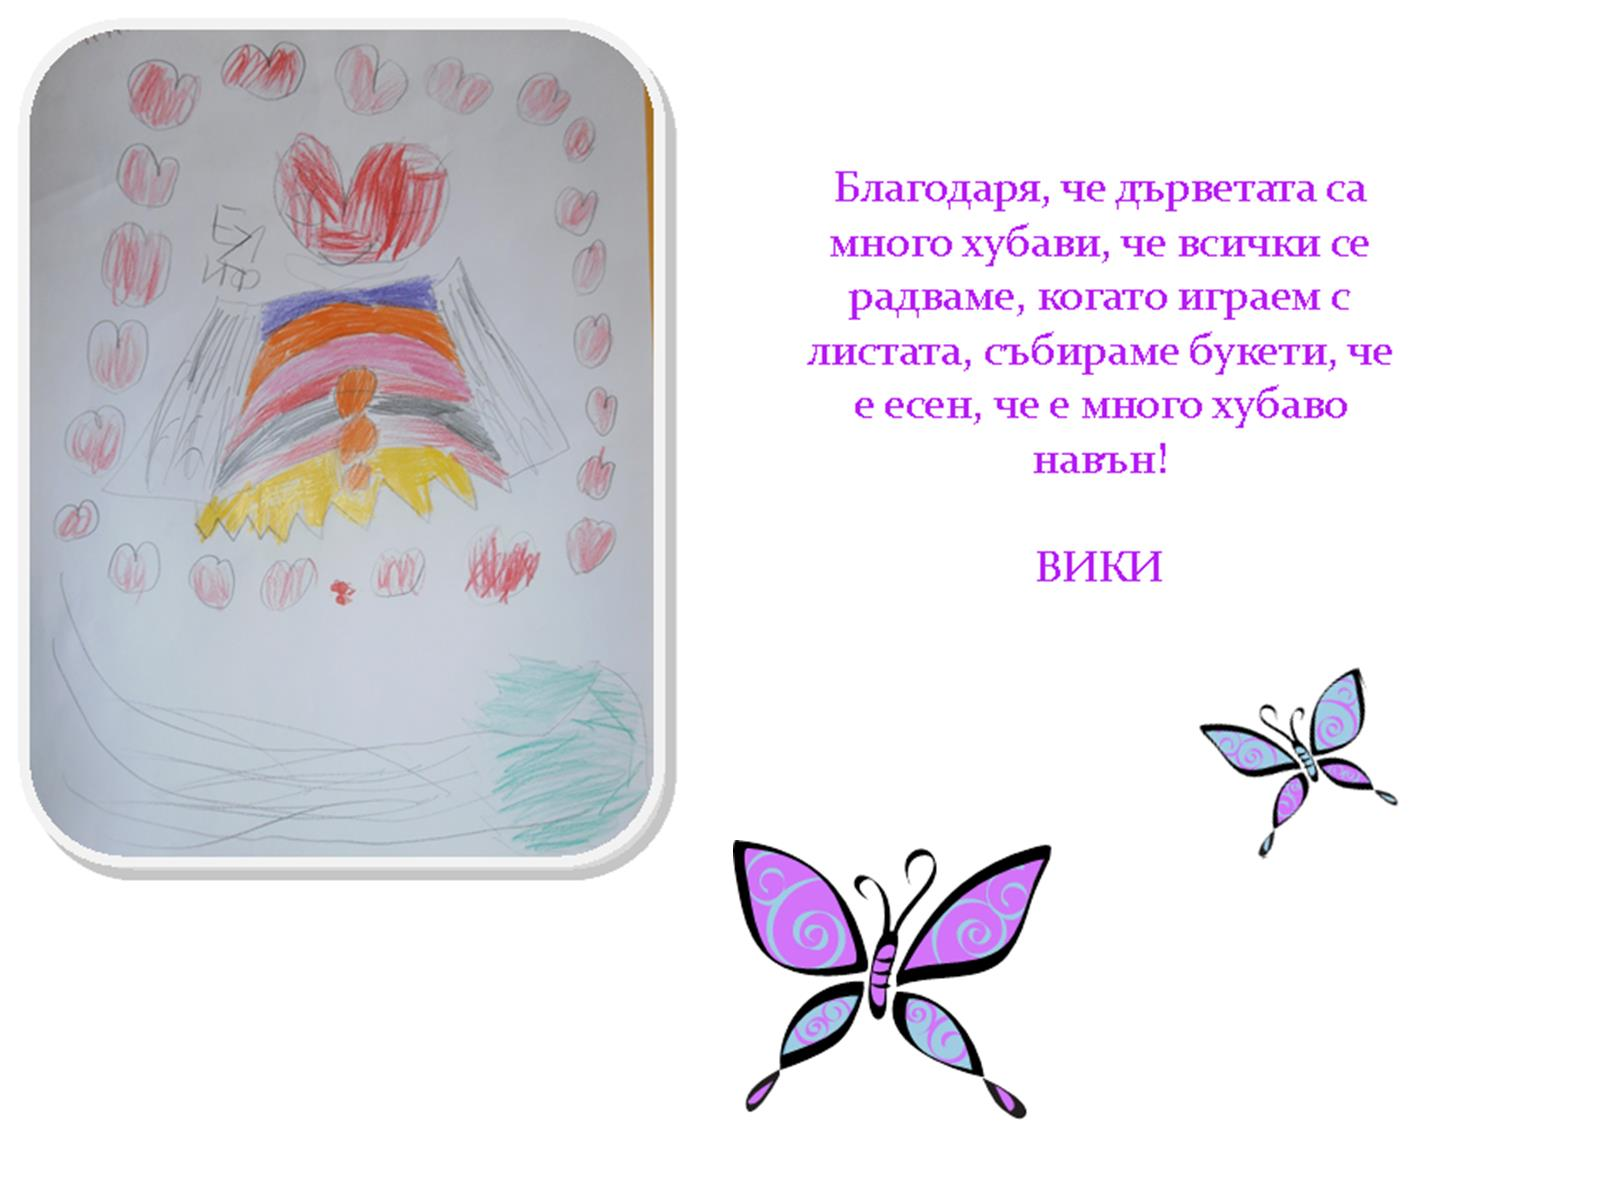 Благодаря, че дърветата са
много хубави, че всички се
радваме, когато играем с
листата, събираме букети, че
е есен, че е много хубаво
навън!
ВИКИ